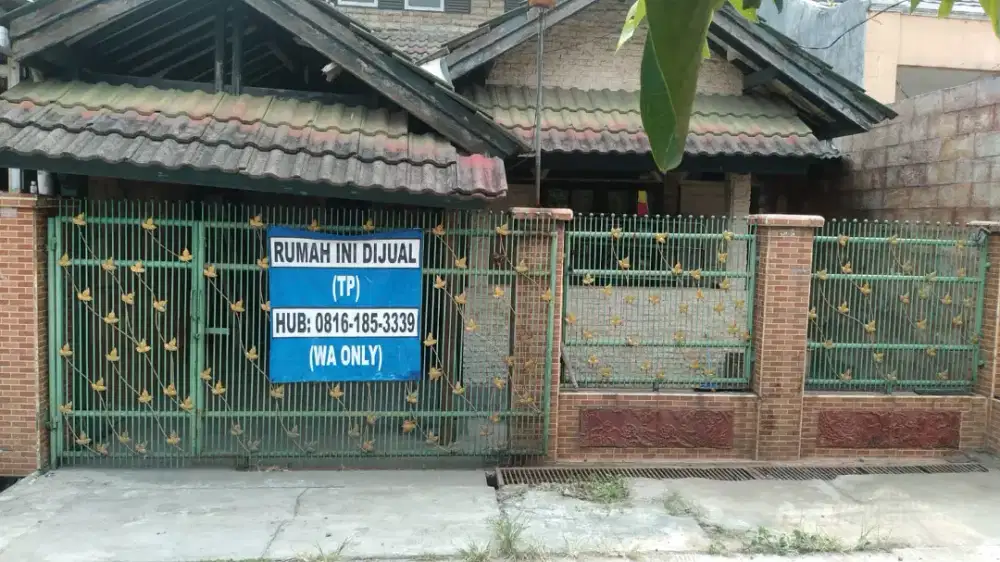 RUMAH INI DIJUAL
(TP)
HUB: 0816-185-3339
(WA ONLY)